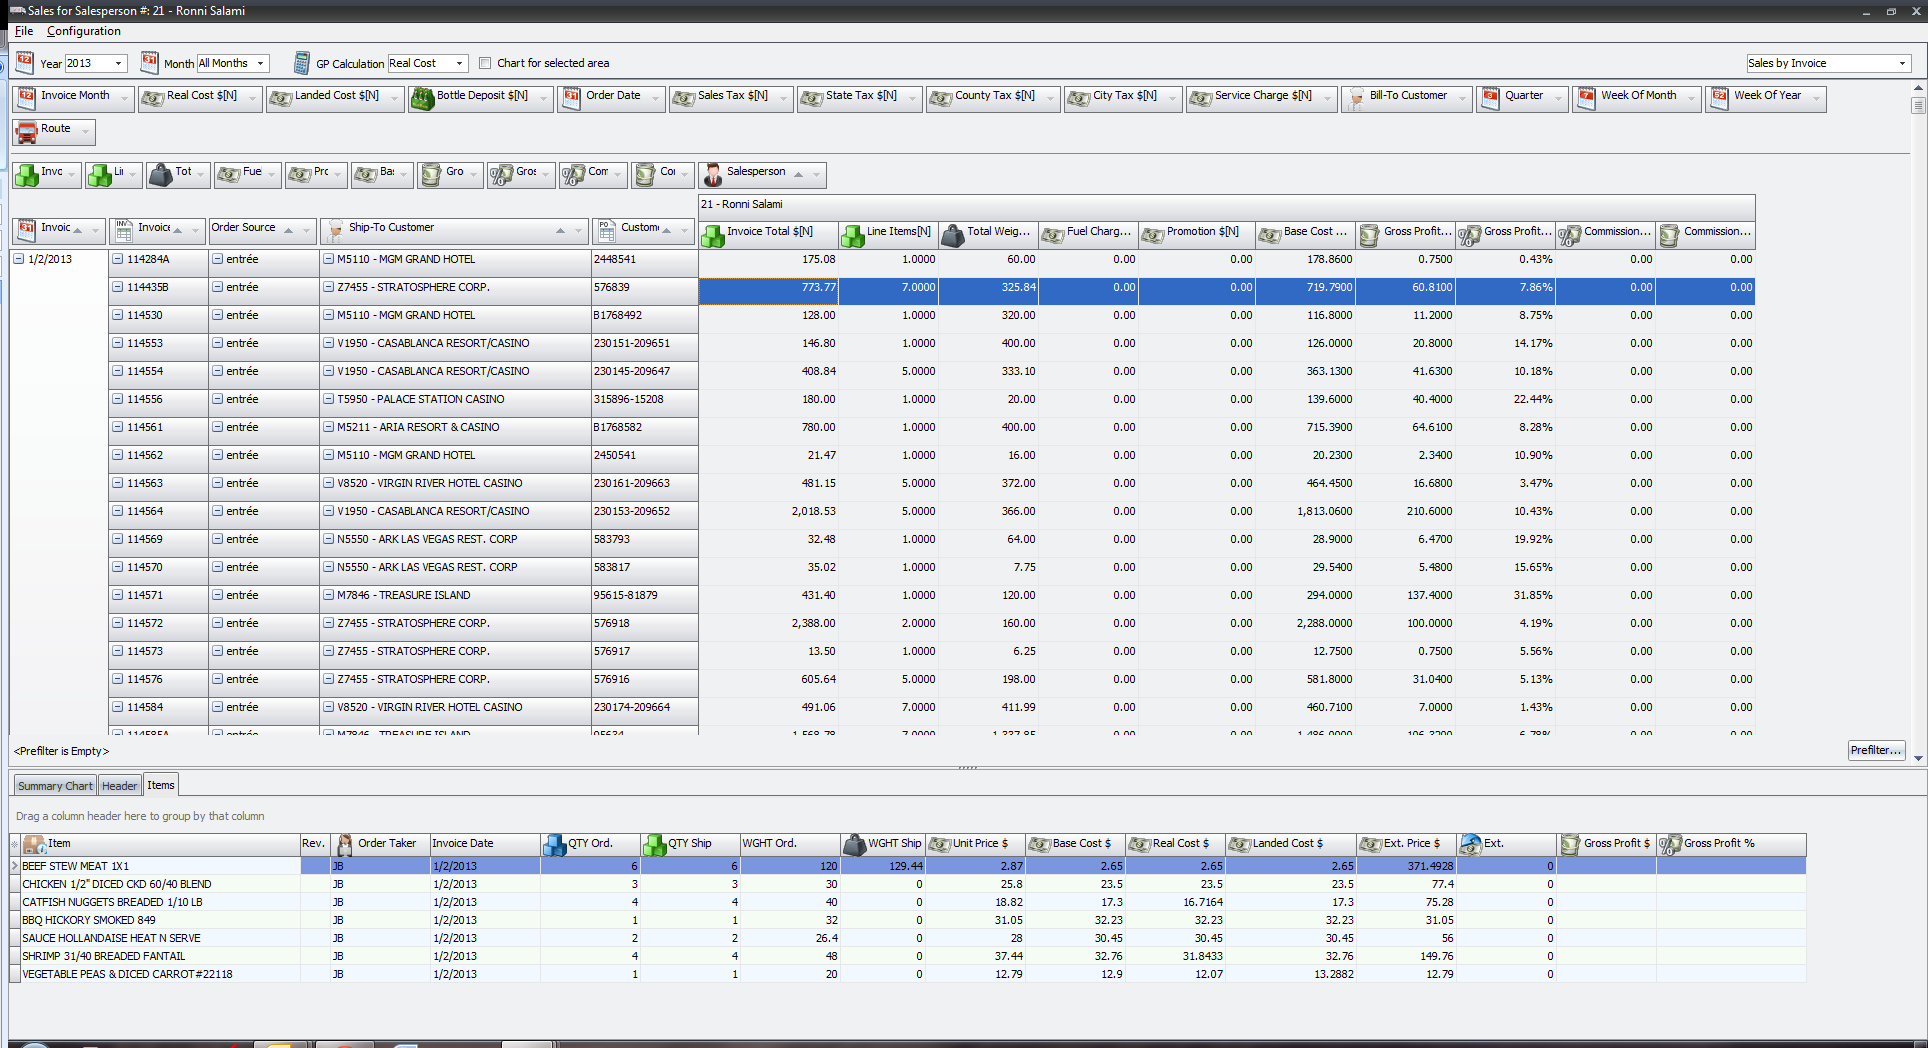 Sales for Salesperson #: 21 - Ronni Salami
File Configuration
Year 2013 Month All Months GP Calculation Real Cost Chart for selected area Sales by Invoice
Invoice Month Real Cost $[N] Landed Cost $[N] Bottle Deposit $[N] Order Date Sales Tax $[N] State Tax $[N] County Tax $[N] City Tax $[N] Service Charge $[N] Bill-To Customer Quarter Week Of Month Week Of Year
Route
Invc Li Tot Fue Pro Bas Gro Gros Com Co Salesperson
21 - Ronni Salami
Invoic Invoice Order Source Ship-To Customer Custom Invoice Total $[N] Line Items[N] Total Weig... Fuel Charg... Promotion $[N] Base Cost ... Gross Profit... Gross Profit... Commission... Commission...
1/2/2013 114284A entrée M5110 - MGM GRAND HOTEL 2448541 175.08 1.0000 60.00 0.00 0.00 178.8600 0.7500 0.43% 0.00 0.00
114435B entrée Z7455 - STRATOSPHERE CORP. 576839 773.77 7.0000 325.84 0.00 0.00 719.7900 60.8100 7.86% 0.00 0.00
114530 entrée M5110 - MGM GRAND HOTEL B1768492 128.00 1.0000 320.00 0.00 0.00 116.8000 11.2000 8.75% 0.00 0.00
114553 entrée V1950 - CASABLANCA RESORT/CASINO 230151-209651 146.80 1.0000 400.00 0.00 0.00 126.0000 20.8000 14.17% 0.00 0.00
114554 entrée V1950 - CASABLANCA RESORT/CASINO 230145-209647 408.84 5.0000 333.10 0.00 0.00 363.1300 41.6300 10.18% 0.00 0.00
114556 entrée T5950 - PALACE STATION CASINO 315896-15208 180.00 1.0000 20.00 0.00 0.00 139.6000 40.4000 22.44% 0.00 0.00
114561 entrée M5211 - ARIA RESORT & CASINO B1768582 780.00 1.0000 400.00 0.00 0.00 715.3900 64.6100 8.28% 0.00 0.00
114562 entrée M5110 - MGM GRAND HOTEL 2450541 21.47 1.0000 16.00 0.00 0.00 20.2300 2.3400 10.90% 0.00 0.00
114563 entrée V8520 - VIRGIN RIVER HOTEL CASINO 230161-209663 481.15 5.0000 372.00 0.00 0.00 464.4500 16.6800 3.47% 0.00 0.00
114564 entrée V1950 - CASABLANCA RESORT/CASINO 230153-209652 2,018.53 5.0000 366.00 0.00 0.00 1,813.0600 210.6000 10.43% 0.00 0.00
114569 entrée N5550 - ARK LAS VEGAS REST. CORP 583793 32.48 1.0000 64.00 0.00 0.00 28.9000 6.4700 19.92% 0.00 0.00
114570 entrée N5550 - ARK LAS VEGAS REST. CORP 583817 35.02 1.0000 7.75 0.00 0.00 29.5400 5.4800 15.65% 0.00 0.00
114571 entrée M7846 - TREASURE ISLAND 95615-81879 431.40 1.0000 120.00 0.00 0.00 294.0000 137.4000 31.85% 0.00 0.00
114572 entrée Z7455 - STRATOSPHERE CORP. 576918 2,388.00 2.0000 160.00 0.00 0.00 2,288.0000 100.0000 4.19% 0.00 0.00
114573 entrée Z7455 - STRATOSPHERE CORP. 576917 13.50 1.0000 6.25 0.00 0.00 12.7500 0.7500 5.56% 0.00 0.00
114576 entrée Z7455 - STRATOSPHERE CORP. 576916 605.64 5.0000 198.00 0.00 0.00 581.8000 31.0400 5.13% 0.00 0.00
114584 entrée V8520 - VIRGIN RIVER HOTEL CASINO 230174-209664 491.06 7.0000 411.99 0.00 0.00 460.7100 7.0000 1.43% 0.00 0.00
114585A entrée M7846 - TREASURE ISLAND 95634 1,568.78 7.0000 1,337.85 0.00 0.00 1,486.0000 106.3200 6.78% 0.00 0.00
<Prefilter is Empty> Prefilter...
Summary Chart Header Items
Drag a column header here to group by that column
Item Rev. Order Taker Invoice Date QTY Ord. QTY Ship WGHT Ord. WGHT Ship Unit Price $ Base Cost $ Real Cost $ Landed Cost $ Ext. Price $ Ext. Gross Profit $ Gross Profit %
BEEF STEW MEAT 1X1 JB 1/2/2013 6 6 120 129.44 2.87 2.65 2.65 2.65 371.4928 0
CHICKEN 1/2" DICED CKD 60/40 BLEND JB 1/2/2013 3 3 30 0 25.8 23.5 23.5 23.5 77.4 0
CATFISH NUGGETS BREADED 1/10 LB JB 1/2/2013 4 4 40 0 18.82 17.3 16.7164 17.3 75.28 0
BBQ HICKORY SMOKED 849 JB 1/2/2013 1 1 32 0 31.05 32.23 32.23 32.23 31.05 0
SAUCE HOLLANDAISE HEAT N SERVE JB 1/2/2013 2 2 26.4 0 28 30.45 30.45 30.45 56 0
SHRIMP 31/40 BREADED FANTAIL JB 1/2/2013 4 4 48 0 37.44 32.76 31.8433 32.76 149.76 0
VEGETABLE PEAS & DICED CARROT#22118 JB 1/2/2013 1 1 20 0 12.79 12.9 12.07 13.2882 12.79 0